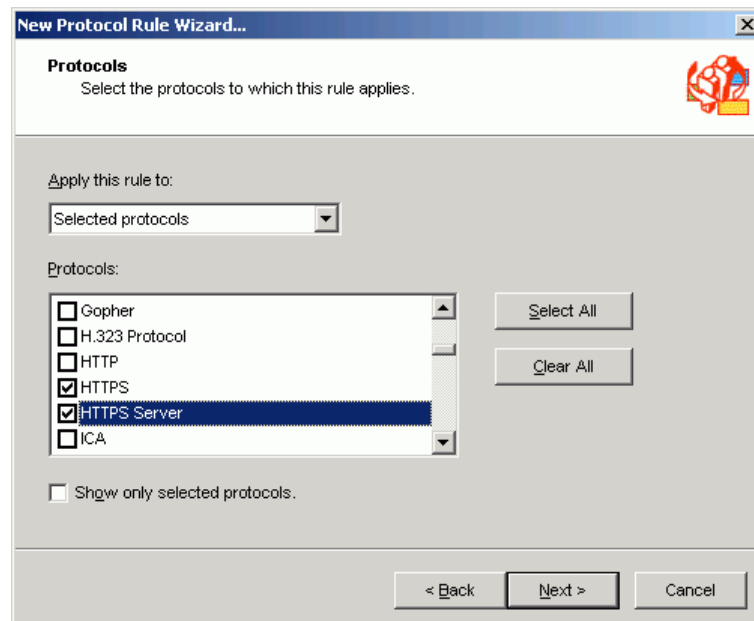 New Protocol Rule Wizard...
Protocols
Select the protocols to which this rule applies.
Apply this rule to:
Selected protocols
Protocols:
Gopher
H.323 Protocol
HTTP
HTTPS
HTTPS Server
ICA
Select All
Clear All
Show only selected protocols.
< Back
Next >
Cancel